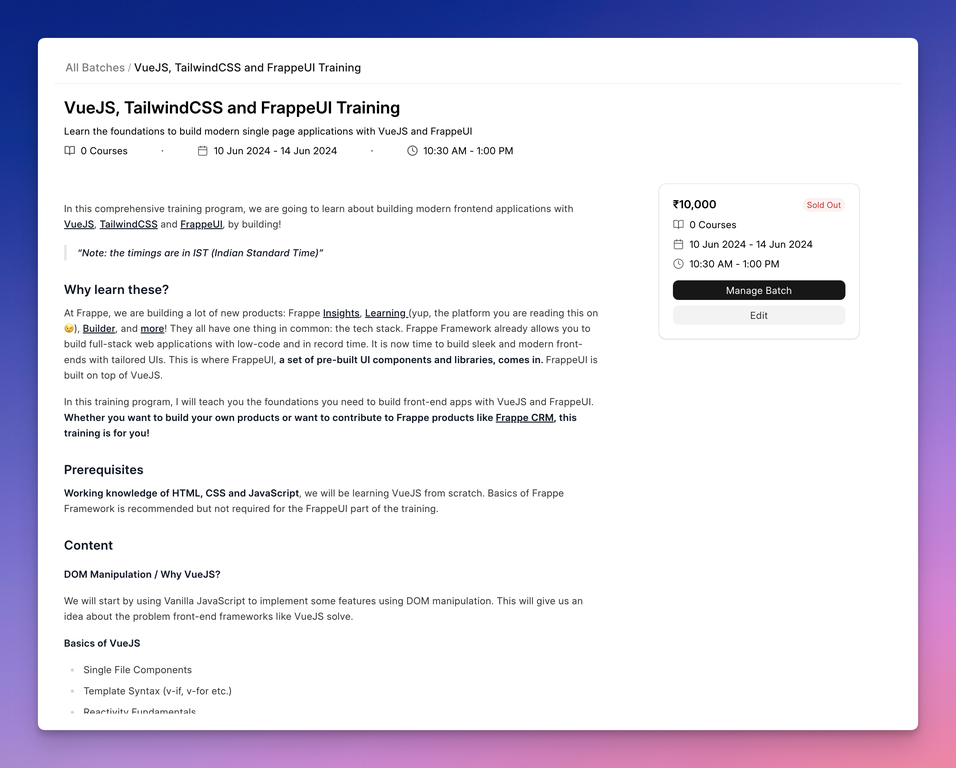 All Batches / VueJS, TailwindCSS and FrappeUI Training
VueJS, TailwindCSS and FrappeUI Training
Learn the foundations to build modern single page applications with VueJS and FrappeUI
0 Courses · 10 Jun 2024 - 14 Jun 2024 · 10:30 AM - 1:00 PM
In this comprehensive training program, we are going to learn about building modern frontend applications with
VueJS, TailwindCSS and FrappeUI, by building!
“Note: the timings are in IST (Indian Standard Time)”
Why learn these?
At Frappe, we are building a lot of new products: Frappe Insights, Learning (yup, the platform you are reading this on
😉), Builder, and more! They all have one thing in common: the tech stack. Frappe Framework already allows you to
build full-stack web applications with low-code and in record time. It is now time to build sleek and modern front-
ends with tailored UIs. This is where FrappeUI, a set of pre-built UI components and libraries, comes in. FrappeUI is
built on top of VueJS.
In this training program, I will teach you the foundations you need to build front-end apps with VueJS and FrappeUI.
Whether you want to build your own products or want to contribute to Frappe products like Frappe CRM, this
training is for you!
Prerequisites
Working knowledge of HTML, CSS and JavaScript, we will be learning VueJS from scratch. Basics of Frappe
Framework is recommended but not required for the FrappeUI part of the training.
Content
DOM Manipulation / Why VueJS?
We will start by using Vanilla JavaScript to implement some features using DOM manipulation. This will give us an
idea about the problem front-end frameworks like VueJS solve.
Basics of VueJS
Single File Components
Template Syntax (v-if, v-for etc.)
Reactivity Fundamentals
₹10,000 Sold Out
0 Courses
10 Jun 2024 - 14 Jun 2024
10:30 AM - 1:00 PM
Manage Batch
Edit